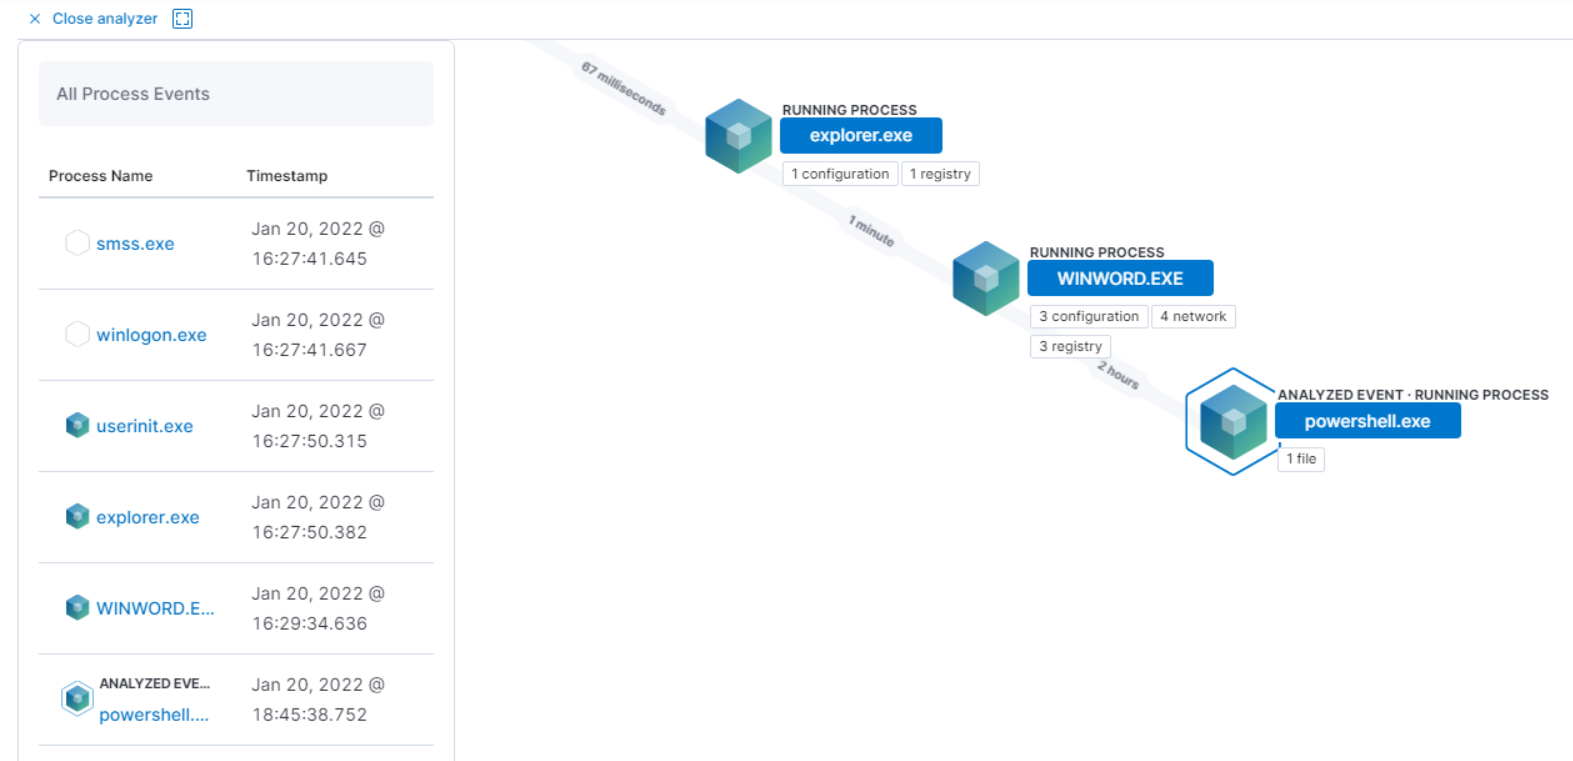 Close analyzer
All Process Events
Process Name Timestamp
smss.exe
Jan 20, 2022 @
16:27:41.645
winlogon.exe
Jan 20, 2022 @
16:27:41.667
userinit.exe
Jan 20, 2022 @
16:27:50.315
explorer.exe
Jan 20, 2022 @
16:27:50.382
WINWORD.E...
Jan 20, 2022 @
16:29:34.636
ANALYZED EVE...
powershell....
Jan 20, 2022 @
18:45:38.752
67 milliseconds
RUNNING PROCESS
explorer.exe
1 configuration 1 registry
1 minute
RUNNING PROCESS
WINWORD.EXE
3 configuration 4 network
3 registry
2 hours
ANALYZED EVENT · RUNNING PROCESS
powershell.exe
1 file